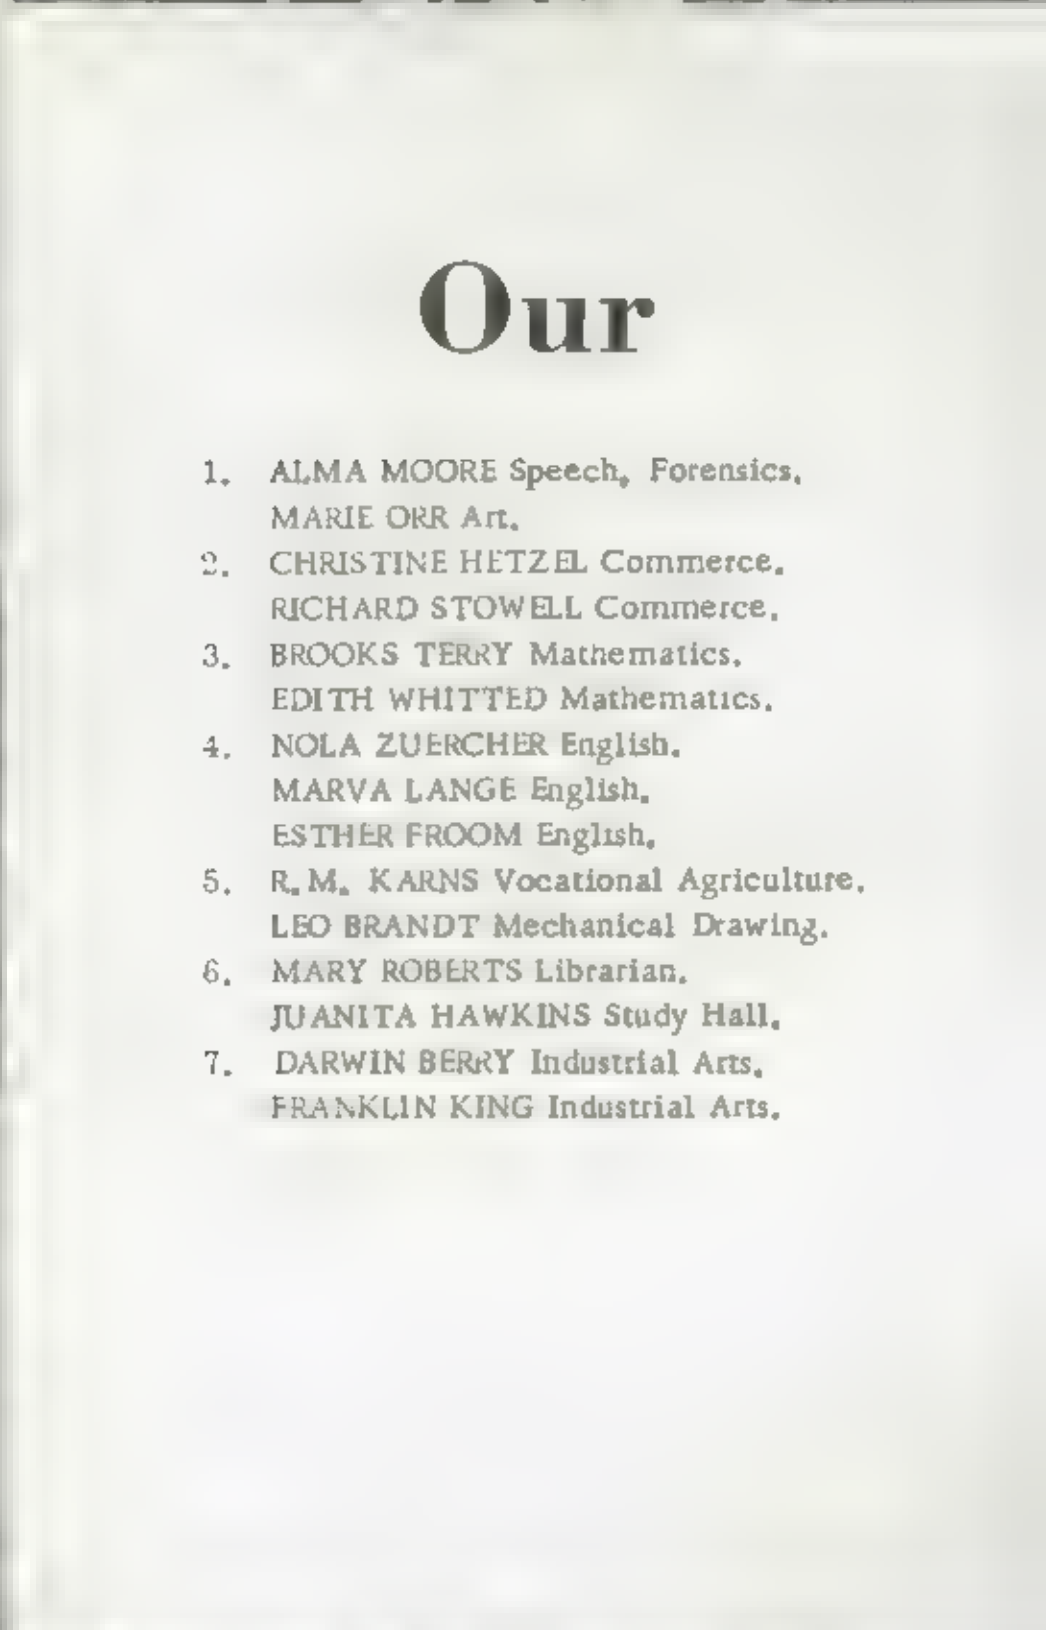 Our
1. ALMA MOORE Speech, Forensics.
MARIE ORR Art.
2. CHRISTINE HETZEL Commerce.
RICHARD STOWELL Commerce.
3. BROOKS TERRY Mathematics.
EDITH WHITTED Mathematics.
4. NOLA ZUERCHER English.
MARVA LANGE English.
ESTHER FROOM English.
5. R. M. KARNS Vocational Agriculture.
LEO BRANDT Mechanical Drawing.
6. MARY ROBERTS Librarian.
JUANITA HAWKINS Study Hall.
7. DARWIN BERRY Industrial Arts.
FRANKLIN KING Industrial Arts.